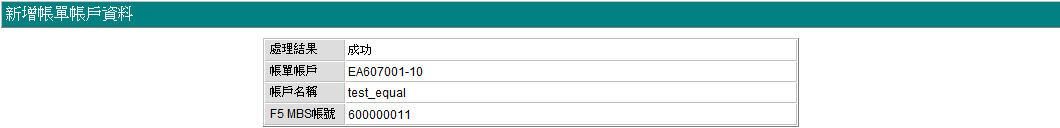 新增帳單帳戶資料
處理結果 成功
帳單帳戶 EA607001-10
帳戶名稱 test_equal
F5 MBS帳號 600000011